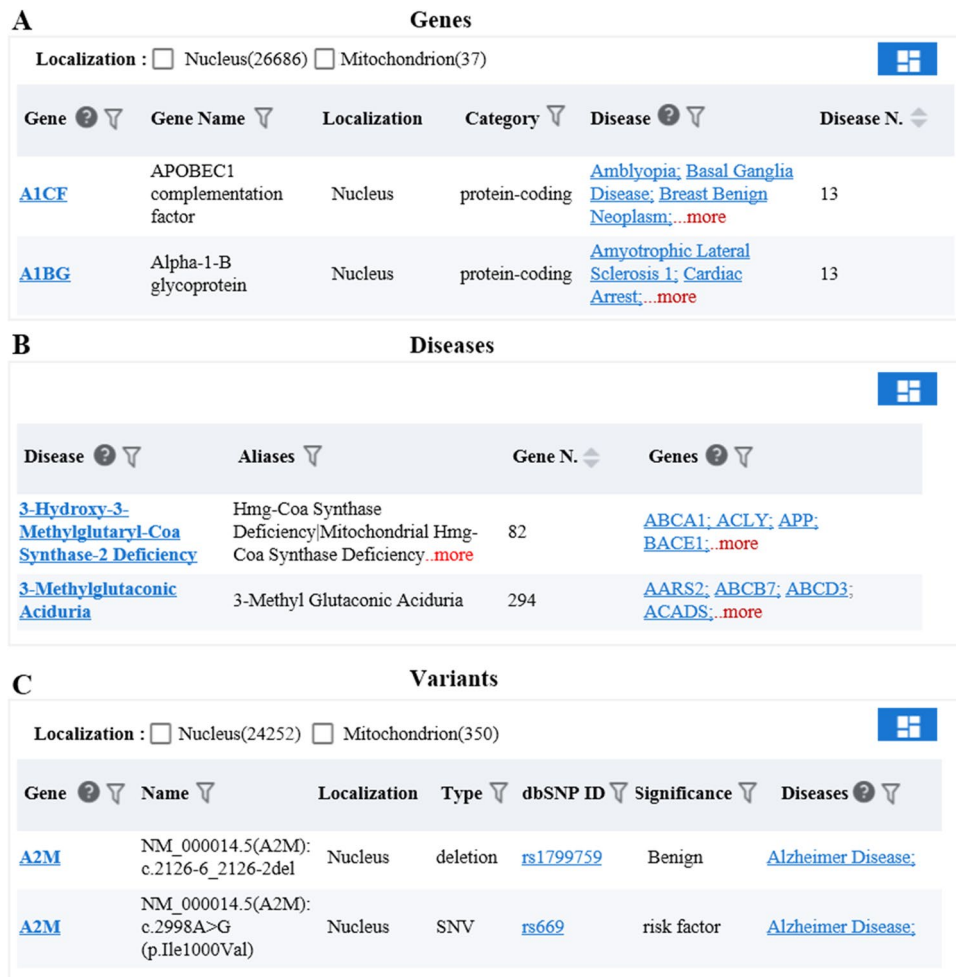 A
Genes
Localization : Nucleus(26686) Mitochondrion(37)
Gene ? Gene Name Localization Category Disease ? Disease N.
A1CF
APOBEC1
complementation
factor
Nucleus
protein-coding
Amblyopia; Basal Ganglia
Disease; Breast Benign
Neoplasm;...more
13
A1BG
Alpha-1-B
glycoprotein
Nucleus
protein-coding
Amyotrophic Lateral
Sclerosis 1; Cardiac
Arrest;...more
13
B
Diseases
Disease ? Aliases Gene N. Genes ?
3-Hydroxy-3-
Methylglutaryl-Coa
Synthase-2 Deficiency
Hmg-Coa Synthase
Deficiency|Mitochondrial Hmg-
Coa Synthase Deficiency..more
82
ABCA1; ACLY; APP;
BACE1;..more
3-Methylglutaconic
Aciduria
3-Methyl Glutaconic Aciduria
294
AARS2; ABCB7; ABCD3;
ACADS;..more
C
Variants
Localization : Nucleus(24252) Mitochondrion(350)
Gene ? Name Localization Type dbSNP ID Significance Diseases ?
A2M
NM_000014.5(A2M):
c.2126-6_2126-2del
Nucleus
deletion
rs1799759
Benign
Alzheimer Disease;
A2M
NM_000014.5(A2M):
c.2998A>G
(p.Ile1000Val)
Nucleus
SNV
rs669
risk factor
Alzheimer Disease;